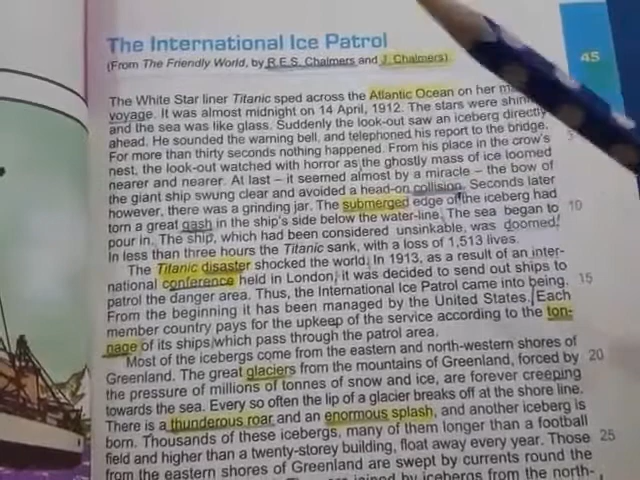 The International Ice Patrol
(From The Friendly World, by R.E.S. Chalmers and J. Chalmers)
45
The White Star liner Titanic sped across the Atlantic Ocean on her
voyage. It was almost midnight on 14 April, 1912. The stars were
and the sea was like glass. Suddenly the look-out saw an iceberg directly
ahead. He sounded the warning bell, and telephoned his report to the bridge.
For more than thirty seconds nothing happened. From his place in the crow's
nest, the look-out watched with horror as the ghostly mass of ice loomed
nearer and nearer. At last – it seemed almost by a miracle – the bow of
the giant ship swung clear and avoided a head-on collision. Seconds later
however, there was a grinding jar. The submerged edge of the iceberg had
torn a great gash in the ship's side below the water-line. The sea began to 10
pour in. The ship, which had been considered unsinkable, was doomed!
In less than three hours the Titanic sank, with a loss of 1,513 lives.
The Titanic disaster shocked the world. In 1913, as a result of an inter-
national conference held in London, it was decided to send out ships to
patrol the danger area. Thus, the International Ice Patrol came into being. 15
From the beginning it has been managed by the United States. Each
member country pays for the upkeep of the service according to the ton-
nage of its ships which pass through the patrol area.
Most of the icebergs come from the eastern and north-western shores of
Greenland. The great glaciers from the mountains of Greenland, forced by 20
the pressure of millions of tonnes of snow and ice, are forever creeping
towards the sea. Every so often the lip of a glacier breaks off at the shore line.
There is a thunderous roar and an enormous splash, and another iceberg is
born. Thousands of these icebergs, many of them longer than a football
field and higher than a twenty-storey building, float away every year. Those 25
from the eastern shores of Greenland are swept by currents round the
joined by icebergs from the north-